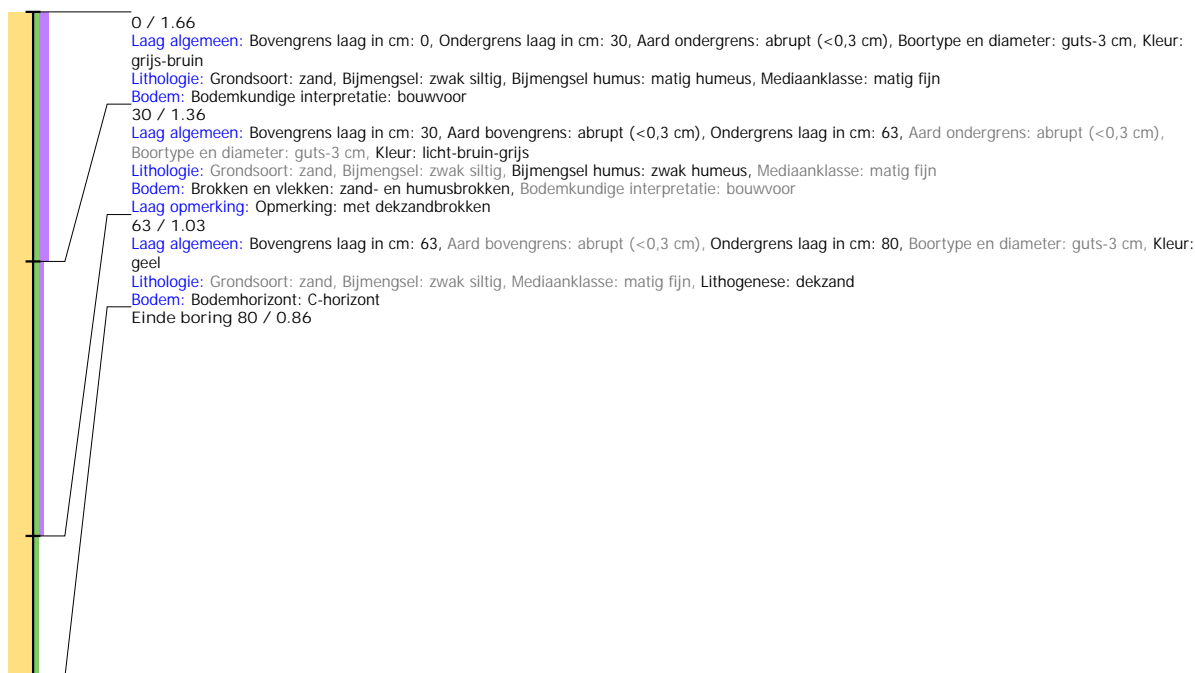 0 / 1.66
Laag algemeen: Bovengrens laag in cm: 0, Ondergrens laag in cm: 30, Aard ondergrens: abrupt (<0,3 cm), Boortype en diameter: guts-3 cm, Kleur:
grijs-bruin
Lithologie: Grondsoort: zand, Bijmengsel: zwak siltig, Bijmengsel humus: matig humeus, Mediaanklasse: matig fijn
Bodem: Bodemkundige interpretatie: bouwvoor
30 / 1.36
Laag algemeen: Bovengrens laag in cm: 30, Aard bovengrens: abrupt (<0,3 cm), Ondergrens laag in cm: 63, Aard ondergrens: abrupt (<0,3 cm),
Boortype en diameter: guts-3 cm, Kleur: licht-bruin-grijs
Lithologie: Grondsoort: zand, Bijmengsel: zwak siltig, Bijmengsel humus: zwak humeus, Mediaanklasse: matig fijn
Bodem: Brokken en vlekken: zand- en humusbrokken, Bodemkundige interpretatie: bouwvoor
Laag opmerking: Opmerking: met dekzandbrokken
63 / 1.03
Laag algemeen: Bovengrens laag in cm: 63, Aard bovengrens: abrupt (<0,3 cm), Ondergrens laag in cm: 80, Boortype en diameter: guts-3 cm, Kleur:
geel
Lithologie: Grondsoort: zand, Bijmengsel: zwak siltig, Mediaanklasse: matig fijn, Lithogenese: dekzand
Bodem: Bodemhorizont: C-horizont
Einde boring 80 / 0.86